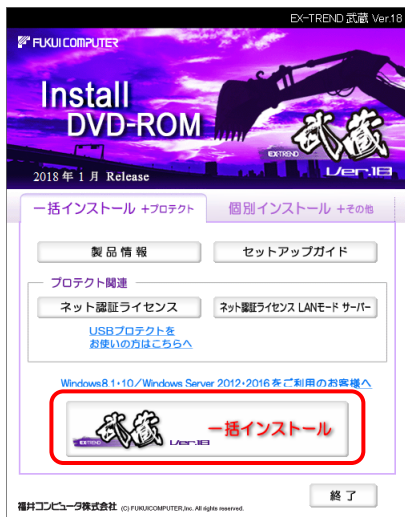 EX-TREND 武蔵 Ver.18
FUKUI COMPUTER
Install
DVD-ROM
EX-TREND 武蔵
Ver.18
2018 年 1 月 Release
一括インストール +プロテクト
個別インストール +その他
製品情報
セットアップガイド
プロテクト関連
ネット認証ライセンス
ネット認証ライセンス LANモード サーバー
USBプロテクトを
お使いの方はこちらへ
Windows8.1・10/Windows Server 2012・2016 をご利用のお客様へ
EX-TREND 武蔵 Ver.18 一括インストール
終了
福井コンピュータ株式会社 (C) FUKUICOMPUTER,Inc. All rights reserved.